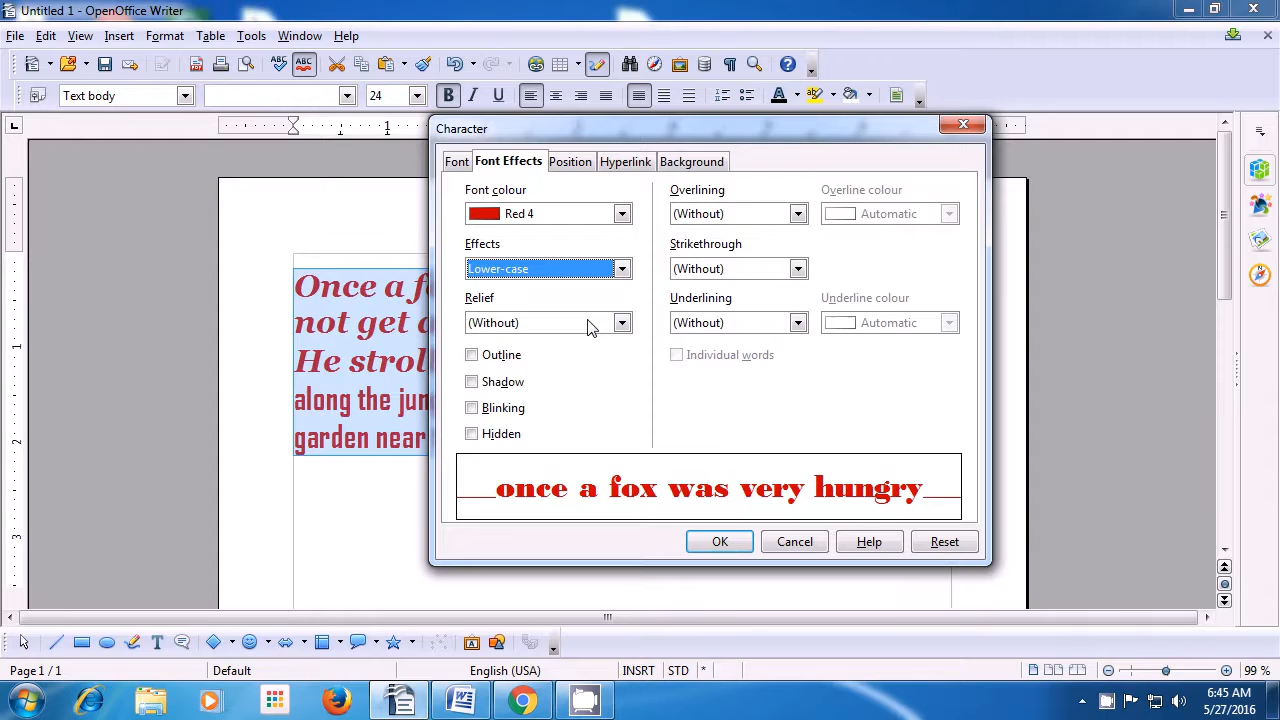 Untitled 1 - OpenOffice Writer
File Edit View Insert Format Table Tools Window Help
Text body 24 B I U
Character
Font Font Effects Position Hyperlink Background
Font colour Overlining Overline colour
Red 4 (Without) Automatic
Effects Strikethrough
Lower-case (Without)
Relief Underlining Underline colour
(Without) (Without) Automatic
Outline Individual words
Shadow
Blinking
Hidden
once a fox was very hungry
OK Cancel Help Reset
Once a f
not get
He strol
along the jun
garden near
Page 1 / 1 Default English (USA) INSRT STD * 99 %
6:45 AM
5/27/2016